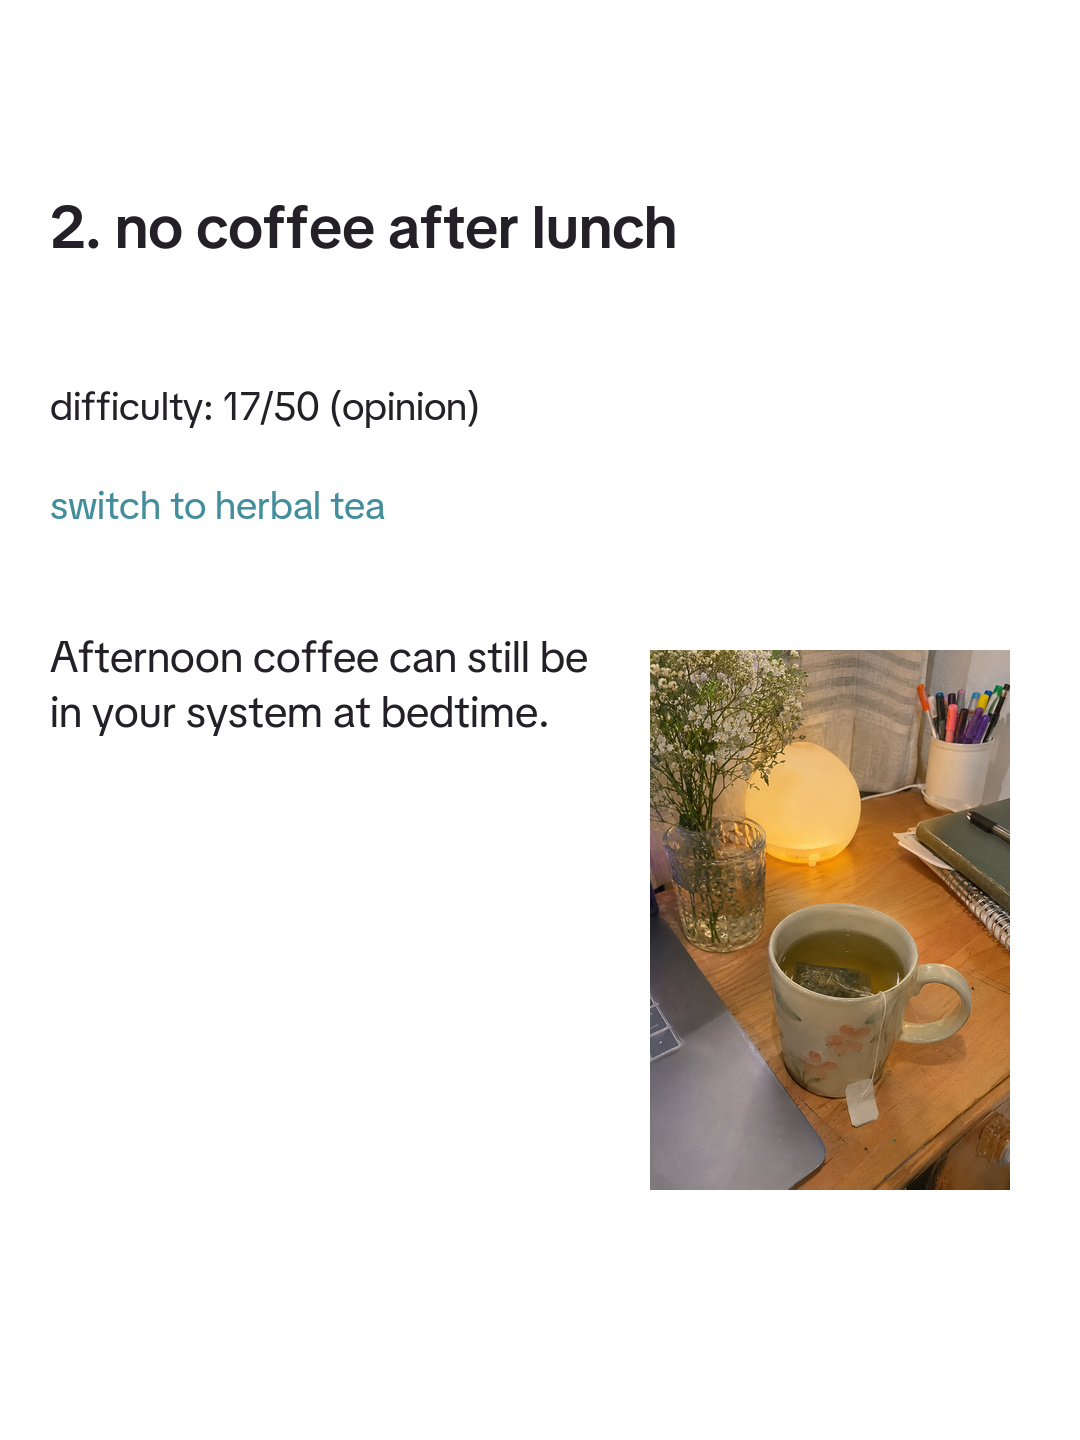 2. no coffee after lunch
difficulty: 17/50 (opinion)
switch to herbal tea
Afternoon coffee can still be
in your system at bedtime.